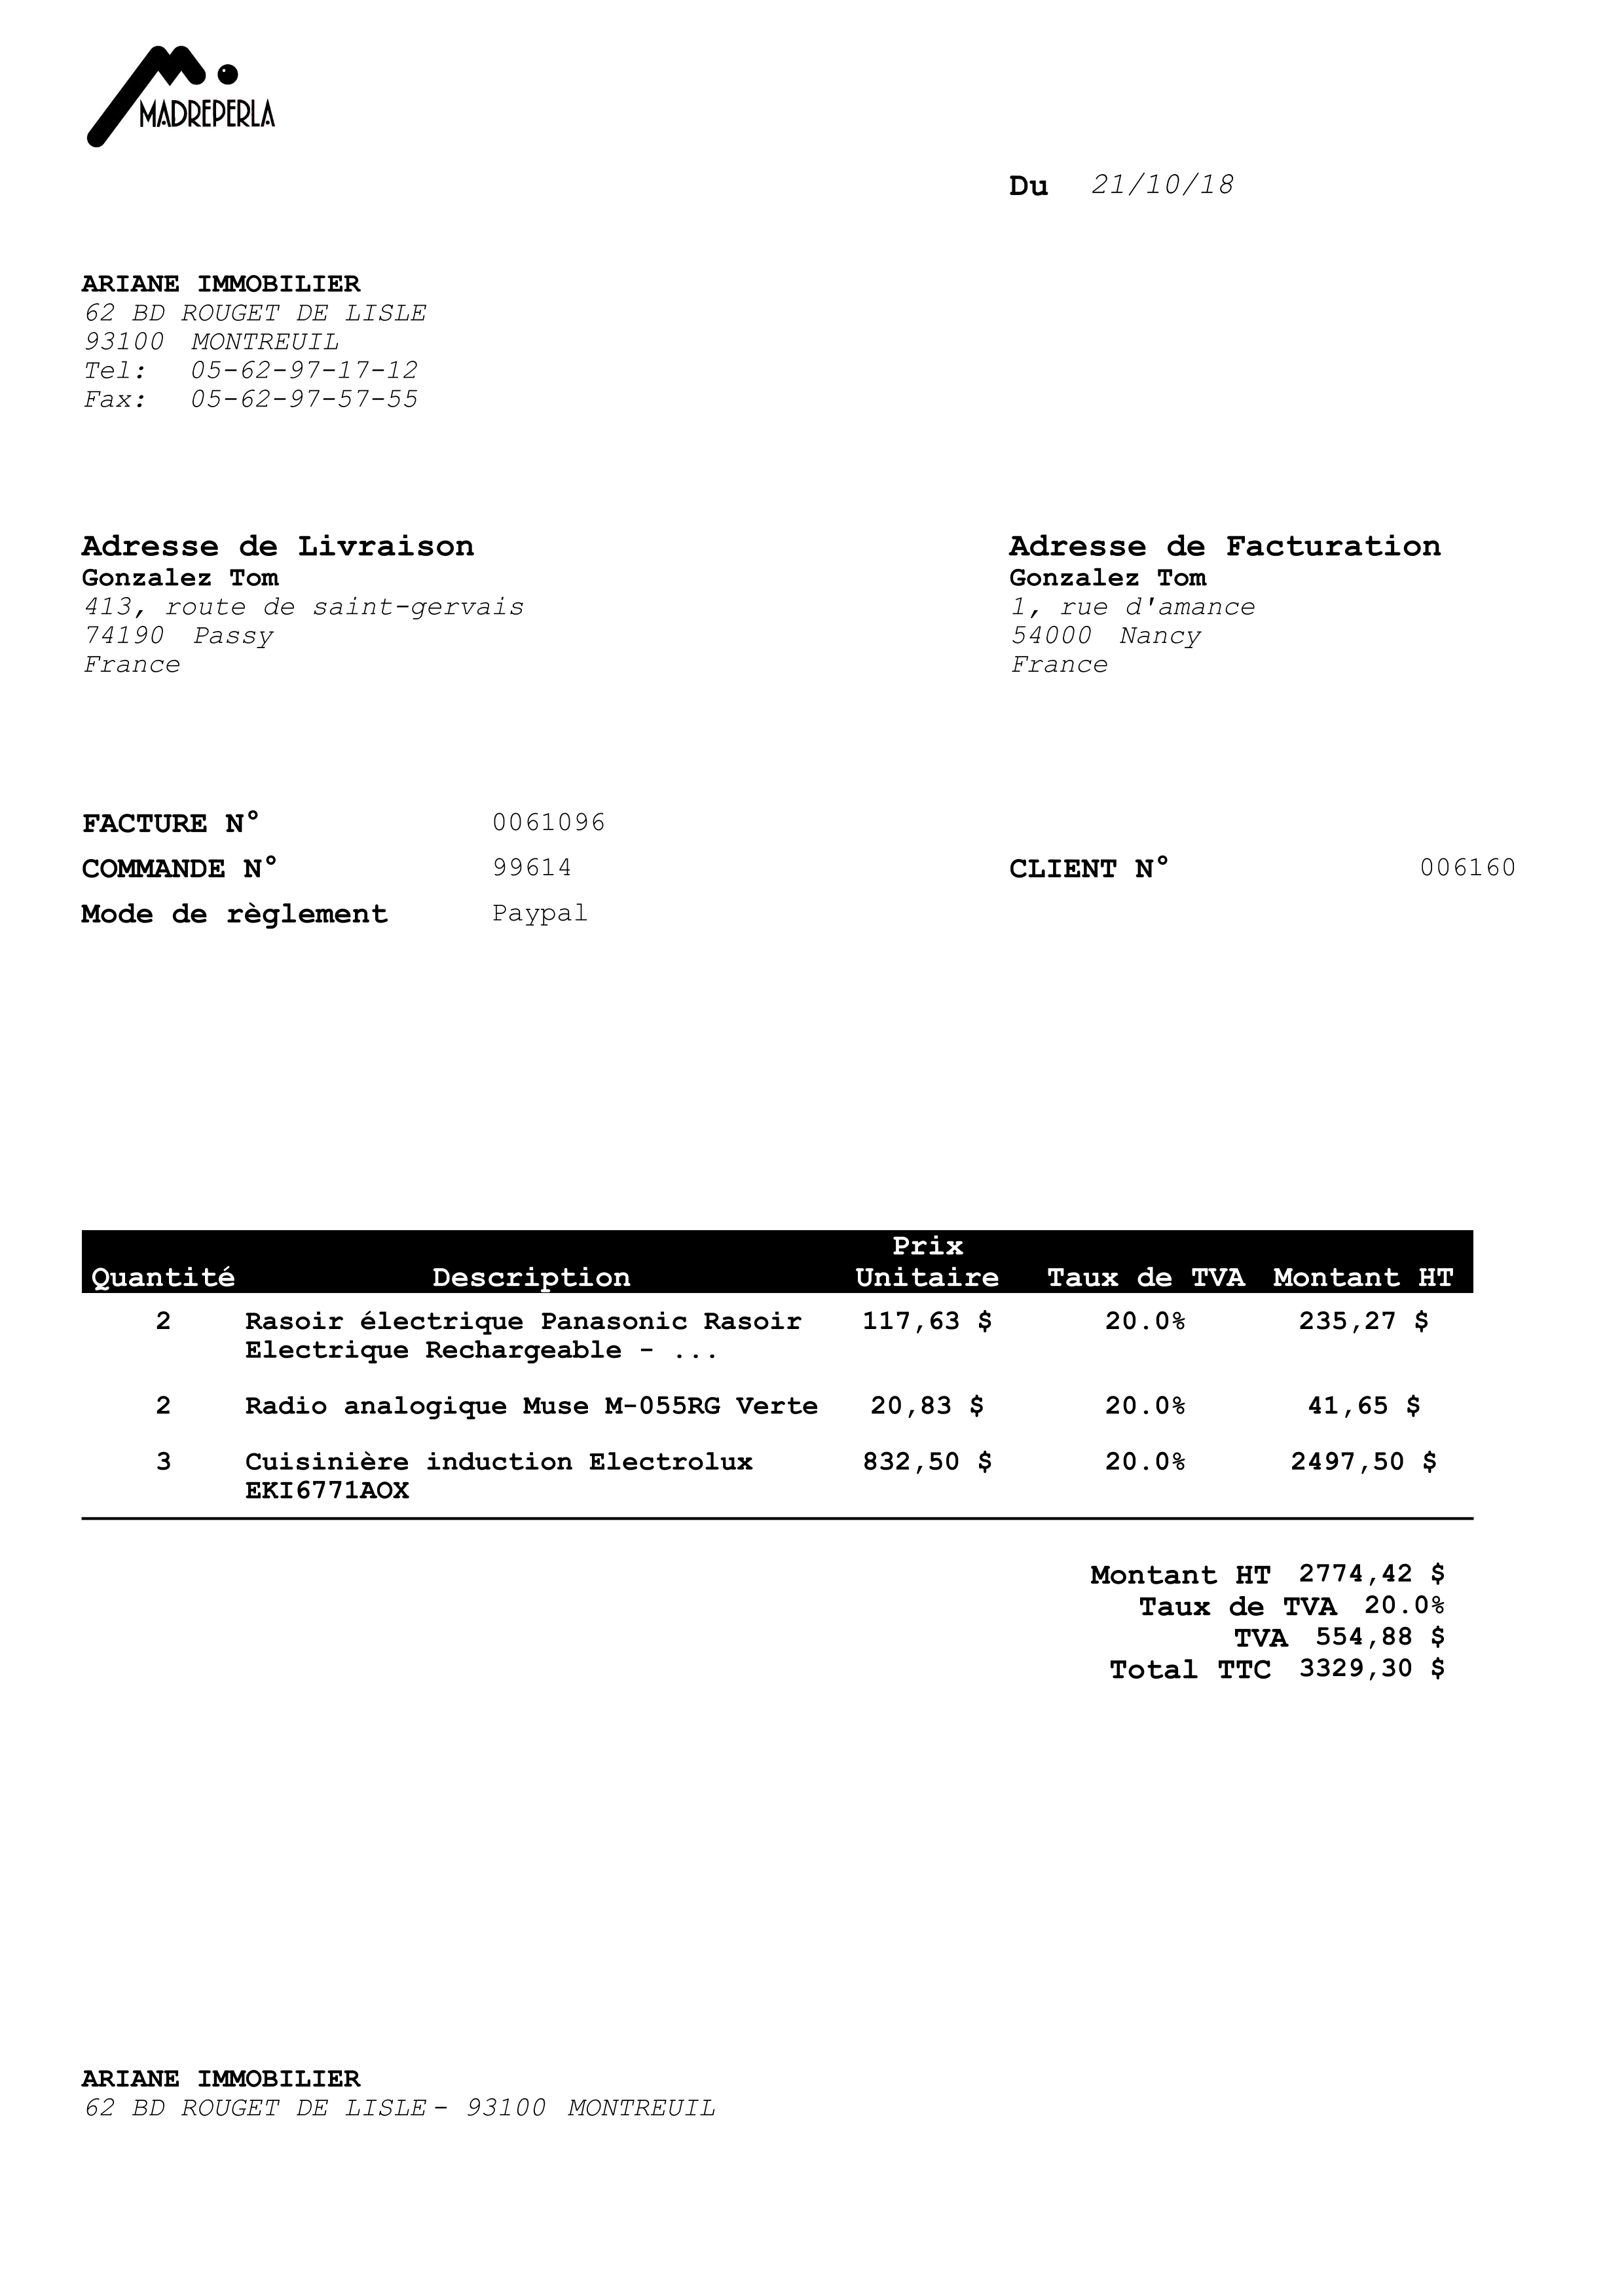 MADREPERLA
Du 21/10/18
ARIANE IMMOBILIER
62 BD ROUGET DE LISLE
93100 MONTREUIL
Tel: 05-62-97-17-12
Fax: 05-62-97-57-55
Adresse de Livraison
Gonzalez Tom
413, route de saint-gervais
74190 Passy
France
Adresse de Facturation
Gonzalez Tom
1, rue d'amance
54000 Nancy
France
FACTURE N° 0061096
COMMANDE N° 99614 CLIENT N° 006160
Mode de règlement Paypal
Prix
Quantité Description Unitaire Taux de TVA Montant HT
2 Rasoir électrique Panasonic Rasoir 117,63 $ 20.0% 235,27 $
Electrique Rechargeable - ...
2 Radio analogique Muse M-055RG Verte 20,83 $ 20.0% 41,65 $
3 Cuisinière induction Electrolux 832,50 $ 20.0% 2497,50 $
EKI6771AOX
Montant HT 2774,42 $
Taux de TVA 20.0%
TVA 554,88 $
Total TTC 3329,30 $
ARIANE IMMOBILIER
62 BD ROUGET DE LISLE - 93100 MONTREUIL